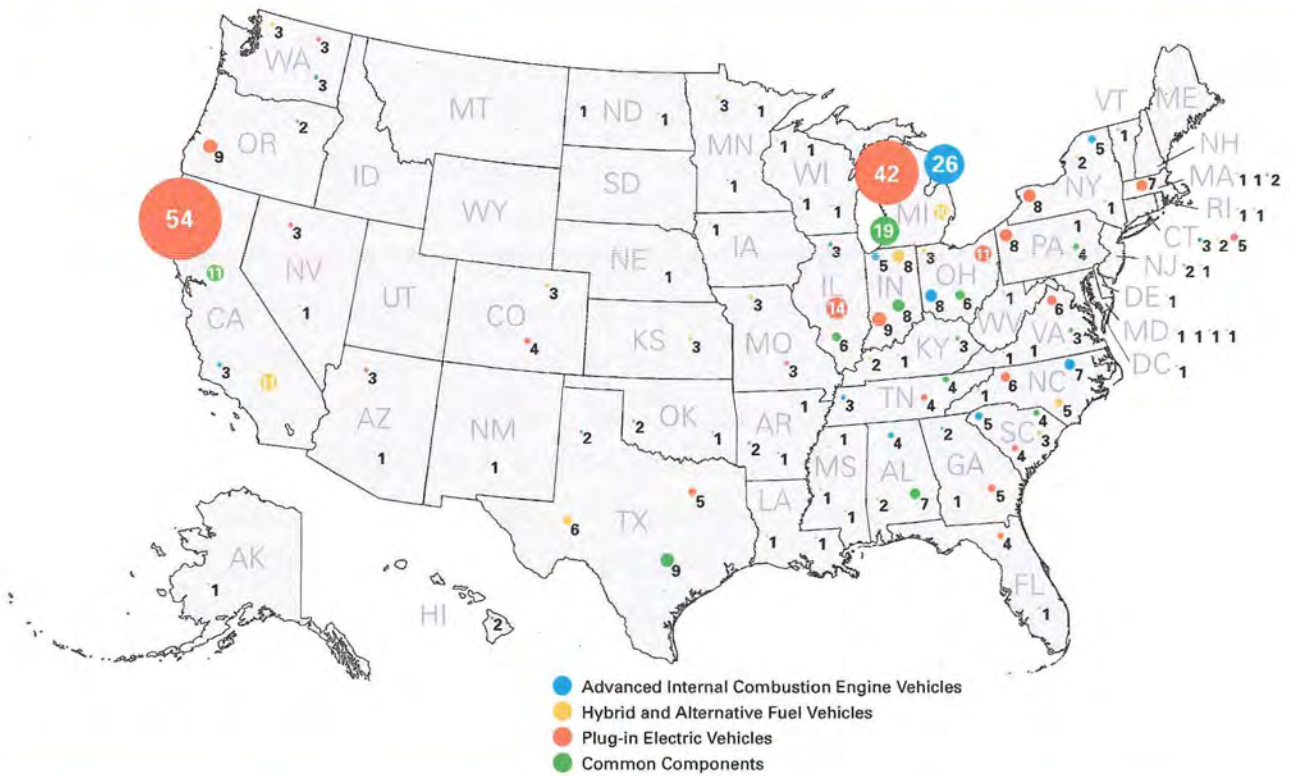 3
3
WA
3
MT
ND
1
1
3
1
MN
1
VT
ME
1
NH
OR
2
9
ID
SD
WY
1
1
WI
1
1
42
26
MI
10
19
5
2
NY
8
1
7
MA 1 1 2
RI 1 1
CT 3 2 5
NJ 2 1
DE 1
MD 1 1 1 1
DC
1
54
11
CA
3
11
3
NV
1
UT
CO
3
4
NE
1
1
IA
KS
3
3
MO
3
3
IL
14
6
5
8
IN
8
9
3
OH
11
8
6
8
1
PA
4
1
WV
1
6
VA
3
1
2
1
KY
3
3
TN
4
4
1
6
NC
7
5
3
AZ
1
NM
1
2
OK
1
2
TX
5
6
9
1
AR
2
1
LA
1
1
1
MS
1
1
4
AL
2
7
2
GA
1
5
5
4
SC
3
4
4
FL
1
AK
1
HI
2
Advanced Internal Combustion Engine Vehicles
Hybrid and Alternative Fuel Vehicles
Plug-in Electric Vehicles
Common Components